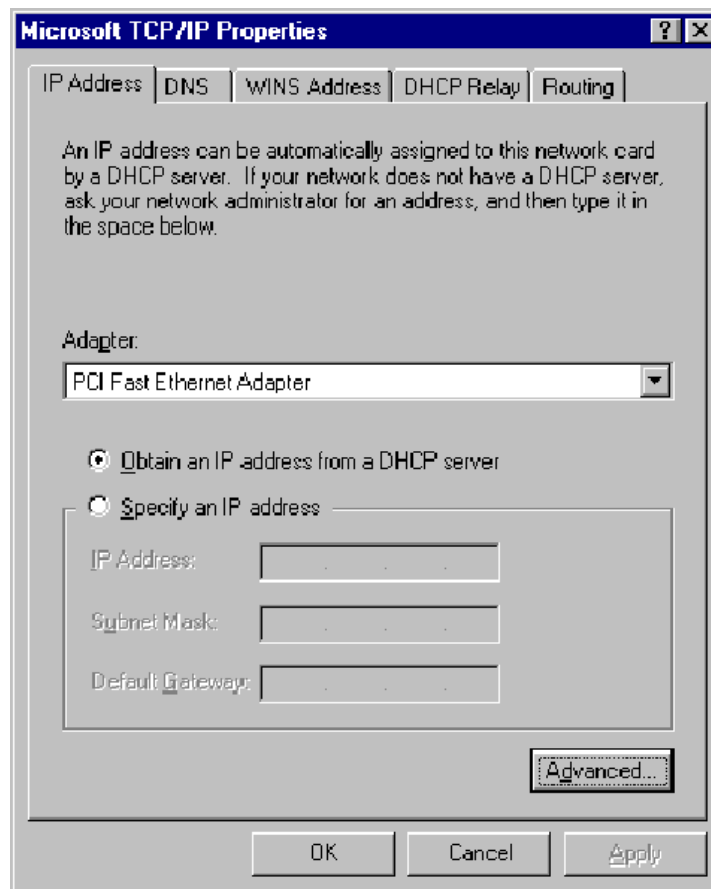 Microsoft TCP/IP Properties
IP Address DNS WINS Address DHCP Relay Routing
An IP address can be automatically assigned to this network card
by a DHCP server. If your network does not have a DHCP server,
ask your network administrator for an address, and then type it in
the space below.
Adapter:
PCI Fast Ethernet Adapter
Obtain an IP address from a DHCP server
Specify an IP address
IP Address:
Subnet Mask:
Default Gateway:
Advanced...
OK Cancel Apply